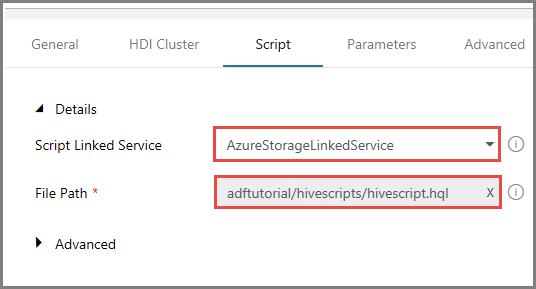 General HDI Cluster Script Parameters Advanced
Details
Script Linked Service AzureStorageLinkedService
File Path * adftutorial/hivescripts/hivescript.hql X
Advanced